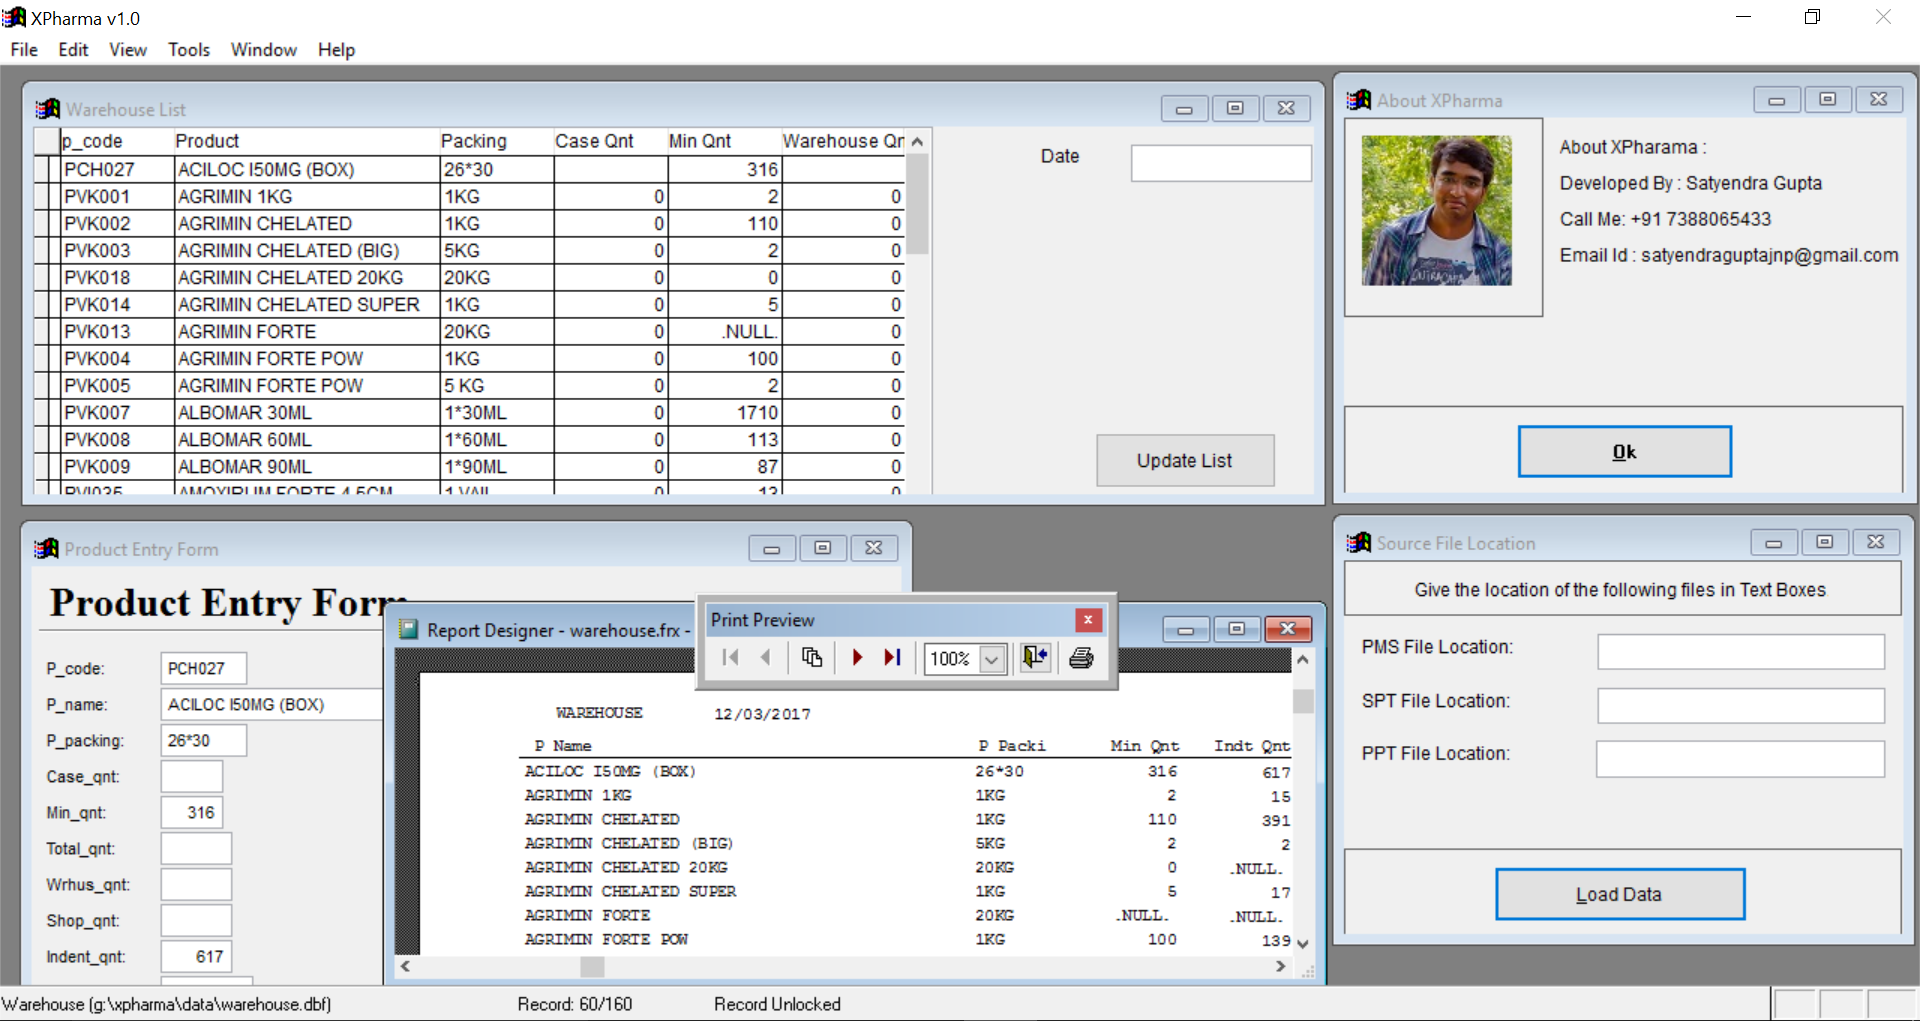 XPharma v1.0
File Edit View Tools Window Help
Warehouse List
p_code Product Packing Case Qnt Min Qnt Warehouse Qn
PCH027 ACILOC I50MG (BOX) 26*30 316
PVK001 AGRIMIN 1KG 1KG 0 2 0
PVK002 AGRIMIN CHELATED 1KG 0 110 0
PVK003 AGRIMIN CHELATED (BIG) 5KG 0 2 0
PVK018 AGRIMIN CHELATED 20KG 20KG 0 0 0
PVK014 AGRIMIN CHELATED SUPER 1KG 0 5 0
PVK013 AGRIMIN FORTE 20KG 0 .NULL. 0
PVK004 AGRIMIN FORTE POW 1KG 0 100 0
PVK005 AGRIMIN FORTE POW 5 KG 0 2 0
PVK007 ALBOMAR 30ML 1*30ML 0 1710 0
PVK008 ALBOMAR 60ML 1*60ML 0 113 0
PVK009 ALBOMAR 90ML 1*90ML 0 87 0
Date
Update List
About XPharma
About XPharama :
Developed By : Satyendra Gupta
Call Me: +91 7388065433
Email Id : satyendraguptajnp@gmail.com
Ok
Product Entry Form
Product Entry Form
P_code: PCH027
P_name: ACILOC I50MG (BOX)
P_packing: 26*30
Case_qnt:
Min_qnt: 316
Total_qnt:
Wrhus_qnt:
Shop_qnt:
Indent_qnt: 617
Report Designer - warehouse.frx -
Print Preview
100%
WAREHOUSE 12/03/2017
P Name P Packi Min Qnt Indt Qnt
ACILOC I50MG (BOX) 26*30 316 617
AGRIMIN 1KG 1KG 2 15
AGRIMIN CHELATED 1KG 110 391
AGRIMIN CHELATED (BIG) 5KG 2 2
AGRIMIN CHELATED 20KG 20KG 0 .NULL.
AGRIMIN CHELATED SUPER 1KG 5 17
AGRIMIN FORTE 20KG .NULL. .NULL.
AGRIMIN FORTE POW 1KG 100 139
Source File Location
Give the location of the following files in Text Boxes
PMS File Location:
SPT File Location:
PPT File Location:
Load Data
Warehouse (g:\xpharma\data\warehouse.dbf) Record: 60/160 Record Unlocked